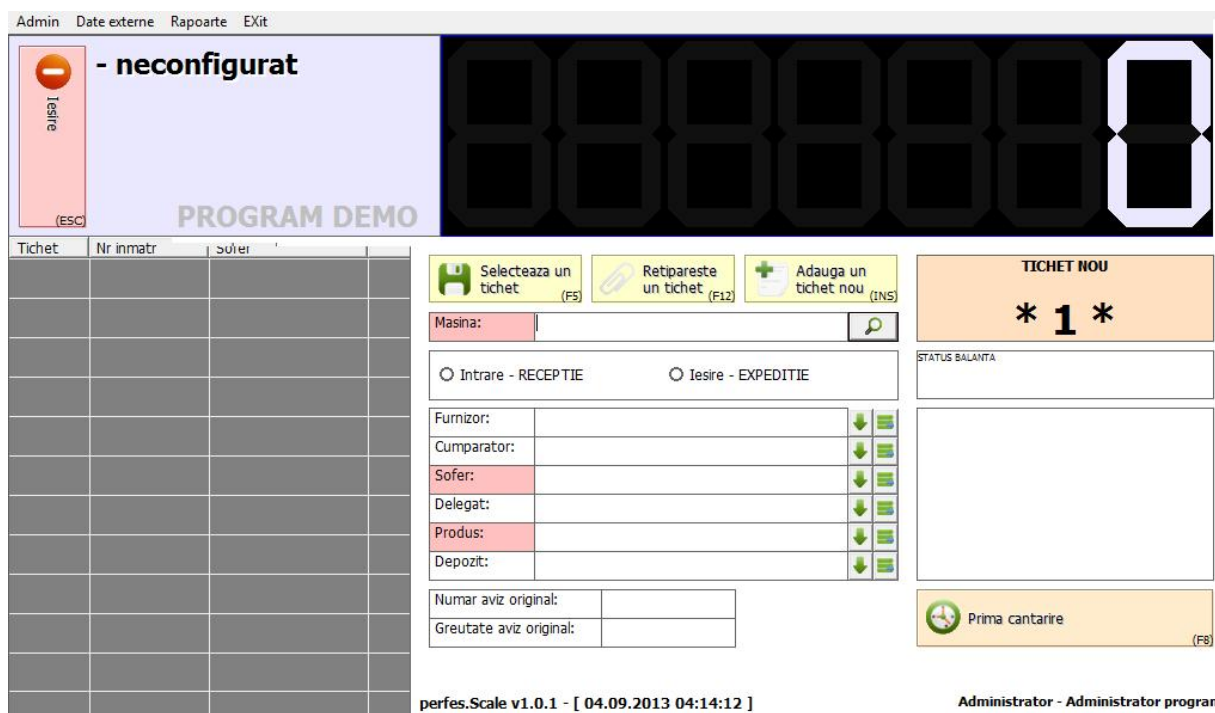 Admin Date externe Rapoarte EXit
- neconfigurat
Iesire
(ESC)
PROGRAM DEMO
0
Tichet Nr inmatr Sofer
Selecteaza un
tichet (F5)
Retipareste
un tichet (F12)
Adauga un
tichet nou (INS)
TICHET NOU
* 1 *
Masina:
STATUS BALANTA
Intrare - RECEPTIE Iesire - EXPEDITIE
Furnizor:
Cumparator:
Sofer:
Delegat:
Produs:
Depozit:
Numar aviz original:
Greutate aviz original:
Prima cantarire
(F8)
perfes.Scale v1.0.1 - [ 04.09.2013 04:14:12 ]
Administrator - Administrator progran